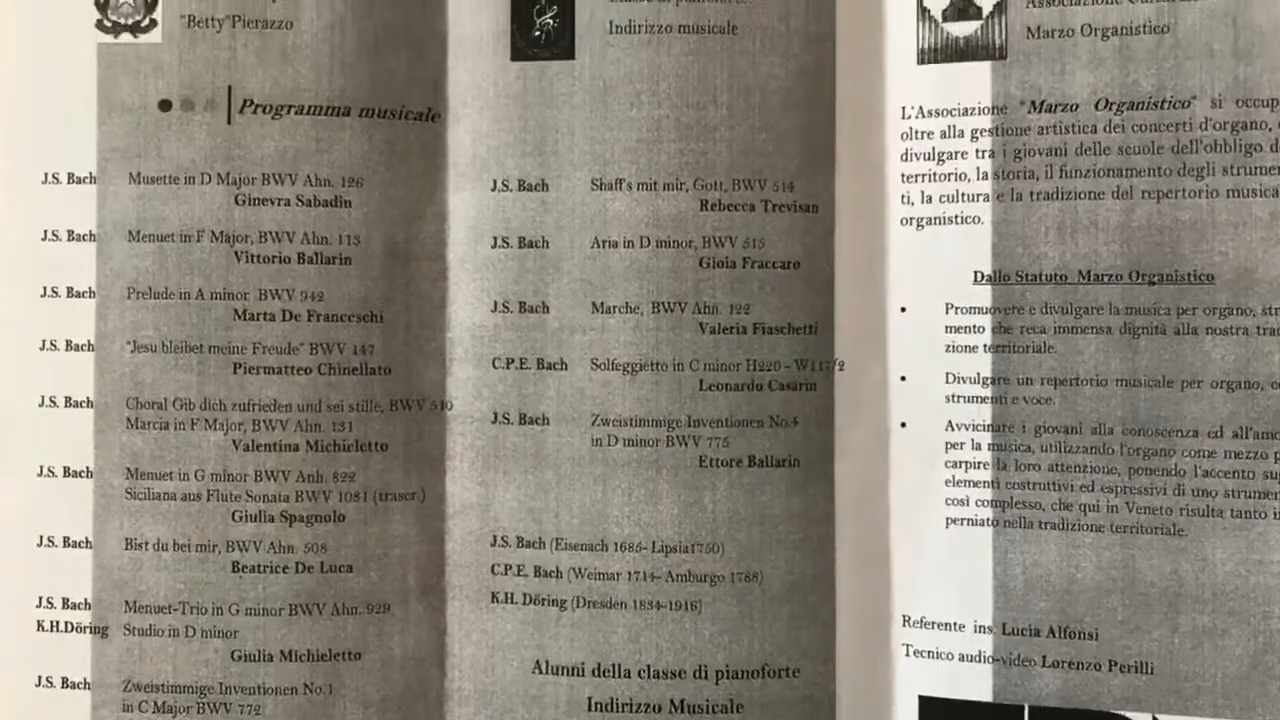 "Betty"Pierazzo
Programma musicale
J.S. Bach Musette in D Major BWV Ahn. 126
Ginevra Sabadin
J.S. Bach Menuet in F Major, BWV Ahn. 113
Vittorio Ballarin
J.S. Bach Prelude in A minor BWV 942
Marta De Franceschi
J.S. Bach "Jesu bleibet meine Freude" BWV 147
Piermatteo Chinellato
J.S. Bach Choral Gib dich zufrieden und sei stille, BWV 510
Marcia in F Major, BWV Ahn. 131
Valentina Michieletto
J.S. Bach Menuet in G minor BWV Anh. 822
Siciliana aus Flute Sonata BWV 1031 (trascr.)
Giulia Spagnolo
J.S. Bach Bist du bei mir, BWV Ahn. 508
Beatrice De Luca
J.S. Bach Menuet-Trio in G minor BWV Ahn. 929
K.H.Döring Studio in D minor
Giulia Michieletto
J.S. Bach Zweistimmige Inventionen No.1
in C Major BWV 772
Indirizzo musicale
J.S. Bach Shaff's mit mir, Gott, BWV 514
Rebecca Trevisan
J.S. Bach Aria in D minor, BWV 515
Gioia Fraccaro
J.S. Bach Marche, BWV Ahn. 122
Valeria Fiaschetti
C.P.E. Bach Solfeggietto in C minor H220 - W117/2
Leonardo Casarin
J.S. Bach Zweistimmige Inventionen No.4
in D minor BWV 775
Ettore Ballarin
J.S. Bach (Eisenach 1685- Lipsia1750)
C.P.E. Bach (Weimar 1714- Amburgo 1788)
K.H. Döring (Dresden 1834-1916)
Alunni della classe di pianoforte
Indirizzo Musicale
Marzo Organistico
L'Associazione "Marzo Organistico" si occup
oltre alla gestione artistica dei concerti d'organo,
divulgare tra i giovani delle scuole dell'obbligo d
territorio, la storia, il funzionamento degli strume
ti, la cultura e la tradizione del repertorio musica
organistico.
Dallo Statuto Marzo Organistico
• Promuovere e divulgare la musica per organo, str
mento che reca immensa dignità alla nostra tra
zione territoriale.
• Divulgare un repertorio musicale per organo, c
strumenti e voce.
• Avvicinare i giovani alla conoscenza ed all'am
per la musica, utilizzando l'organo come mezzo p
carpire la loro attenzione, ponendo l'accento su
elementi costruttivi ed espressivi di uno strume
così complesso, che qui in Veneto risulta tanto i
perniato nella tradizione territoriale.
Referente ins. Lucia Alfonsi
Tecnico audio-video Lorenzo Perilli